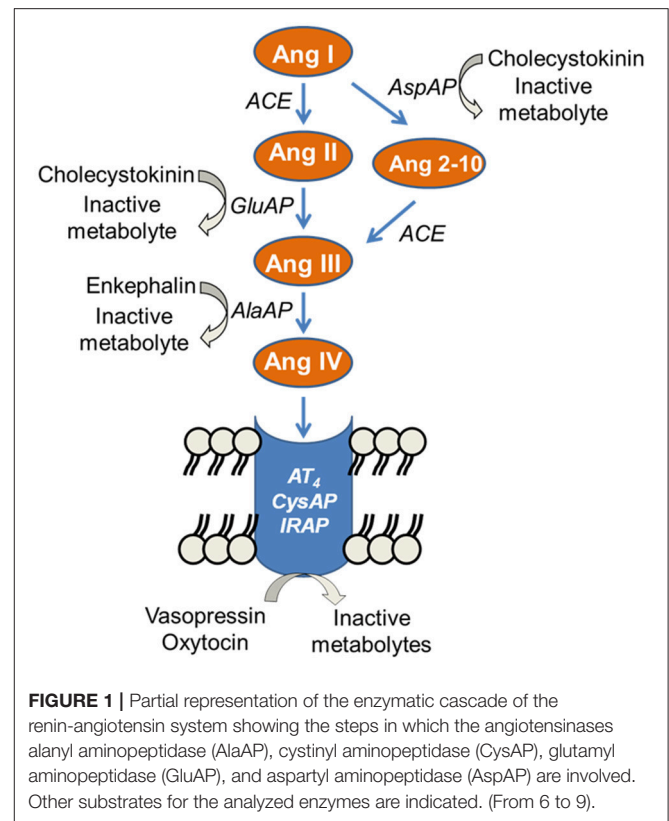 Ang I
ACE
AspAP
Cholecystokinin
Inactive
metabolyte
Ang II
Ang 2-10
Cholecystokinin
Inactive
metabolyte
GluAP
ACE
Ang III
Enkephalin
Inactive
metabolyte
AlaAP
Ang IV
AT₄
CysAP
IRAP
Vasopressin
Oxytocin
Inactive
metabolytes
FIGURE 1 | Partial representation of the enzymatic cascade of the
renin-angiotensin system showing the steps in which the angiotensinases
alanyl aminopeptidase (AlaAP), cystinyl aminopeptidase (CysAP), glutamyl
aminopeptidase (GluAP), and aspartyl aminopeptidase (AspAP) are involved.
Other substrates for the analyzed enzymes are indicated. (From 6 to 9).